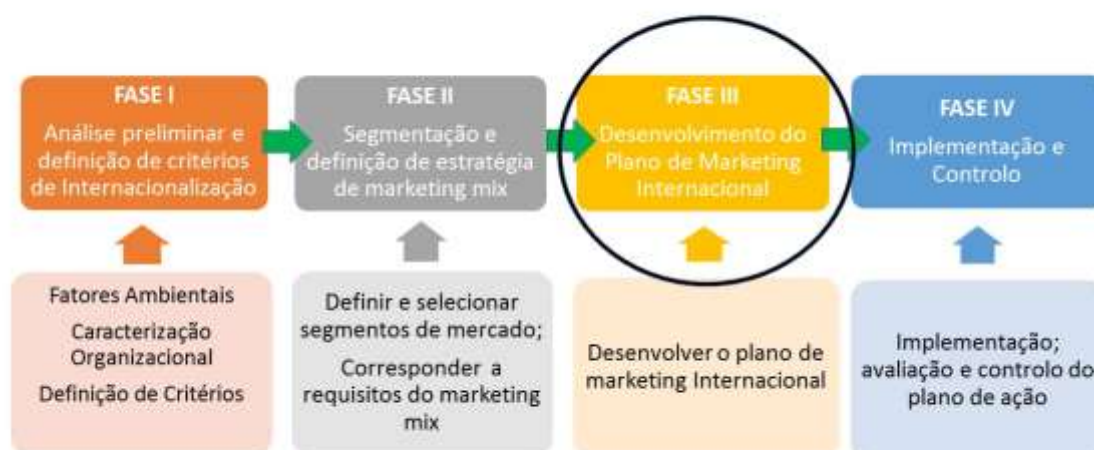 FASE I
Análise preliminar e
definição de critérios
de Internacionalização
FASE II
Segmentação e
definição de estratégia
de marketing mix
FASE III
Desenvolvimento do
Plano de Marketing
Internacional
FASE IV
Implementação e
Controlo
Fatores Ambientais
Caracterização
Organizacional
Definição de Critérios
Definir e selecionar
segmentos de mercado;
Corresponder a
requisitos do marketing
mix
Desenvolver o plano de
marketing Internacional
Implementação;
avaliação e controlo do
plano de ação